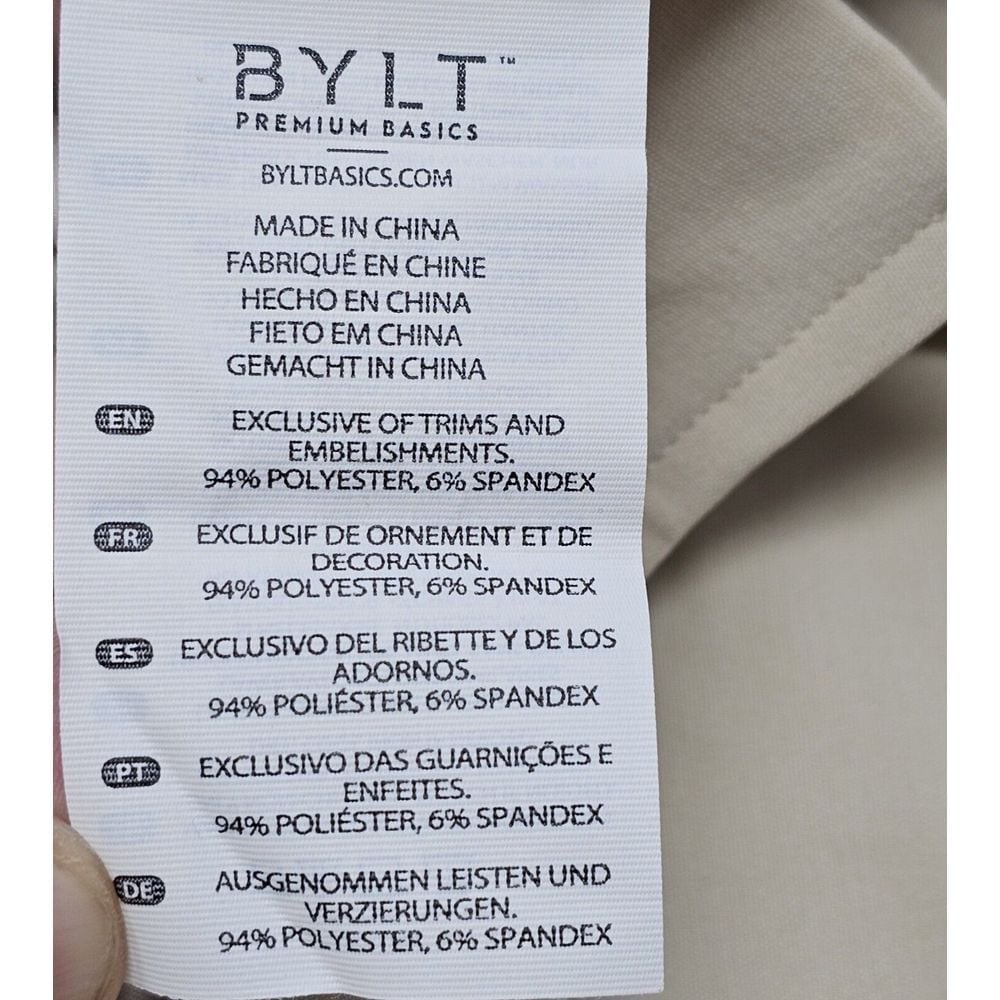 BYLT™
PREMIUM BASICS
BYLTBASICS.COM
MADE IN CHINA
FABRIQUÉ EN CHINE
HECHO EN CHINA
FIETO EM CHINA
GEMACHT IN CHINA
EN EXCLUSIVE OF TRIMS AND
EMBELISHMENTS.
94% POLYESTER, 6% SPANDEX
FR EXCLUSIF DE ORNEMENT ET DE
DECORATION.
94% POLYESTER, 6% SPANDEX
ES EXCLUSIVO DEL RIBETTE Y DE LOS
ADORNOS.
94% POLIÉSTER, 6% SPANDEX
PT EXCLUSIVO DAS GUARNIÇÕES E
ENFEITES.
94% POLIÉSTER, 6% SPANDEX
DE AUSGENOMMEN LEISTEN UND
VERZIERUNGEN.
94% POLYESTER, 6% SPANDEX